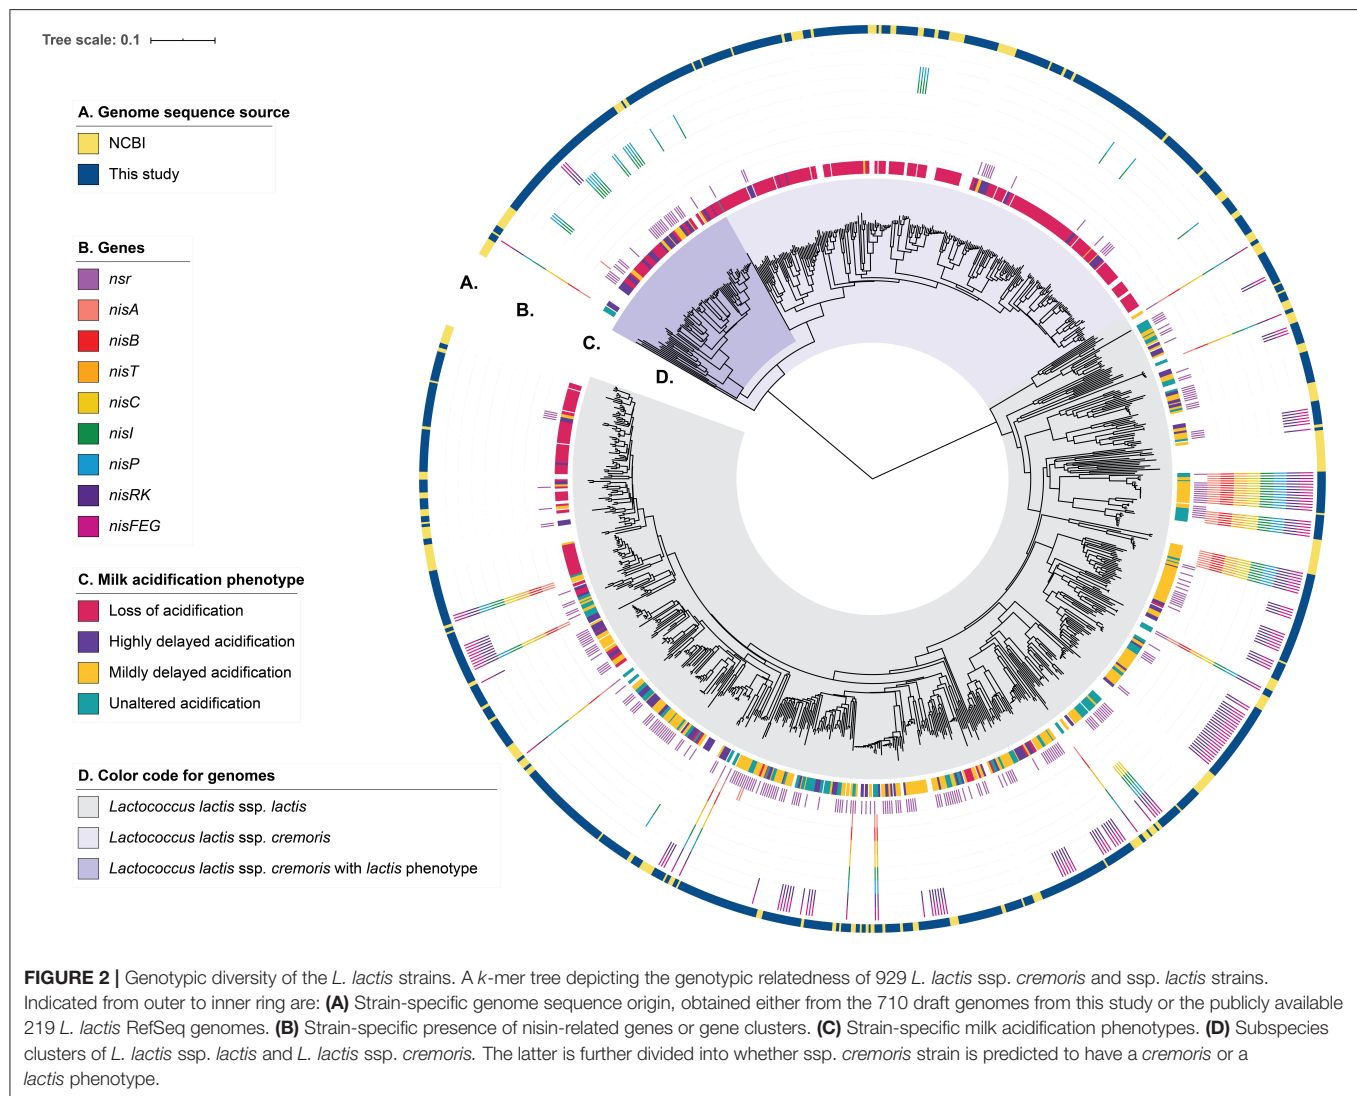 Tree scale: 0.1
A. Genome sequence source
NCBI
This study
B. Genes
nsr
nisA
nisB
nisT
nisC
nisI
nisP
nisRK
nisFEG
C. Milk acidification phenotype
Loss of acidification
Highly delayed acidification
Mildly delayed acidification
Unaltered acidification
D. Color code for genomes
Lactococcus lactis ssp. lactis
Lactococcus lactis ssp. cremoris
Lactococcus lactis ssp. cremoris with lactis phenotype
A.
B.
C.
D.
FIGURE 2 | Genotypic diversity of the L. lactis strains. A k-mer tree depicting the genotypic relatedness of 929 L. lactis ssp. cremoris and ssp. lactis strains.
Indicated from outer to inner ring are: (A) Strain-specific genome sequence origin, obtained either from the 710 draft genomes from this study or the publicly available
219 L. lactis RefSeq genomes. (B) Strain-specific presence of nisin-related genes or gene clusters. (C) Strain-specific milk acidification phenotypes. (D) Subspecies
clusters of L. lactis ssp. lactis and L. lactis ssp. cremoris. The latter is further divided into whether ssp. cremoris strain is predicted to have a cremoris or a
lactis phenotype.